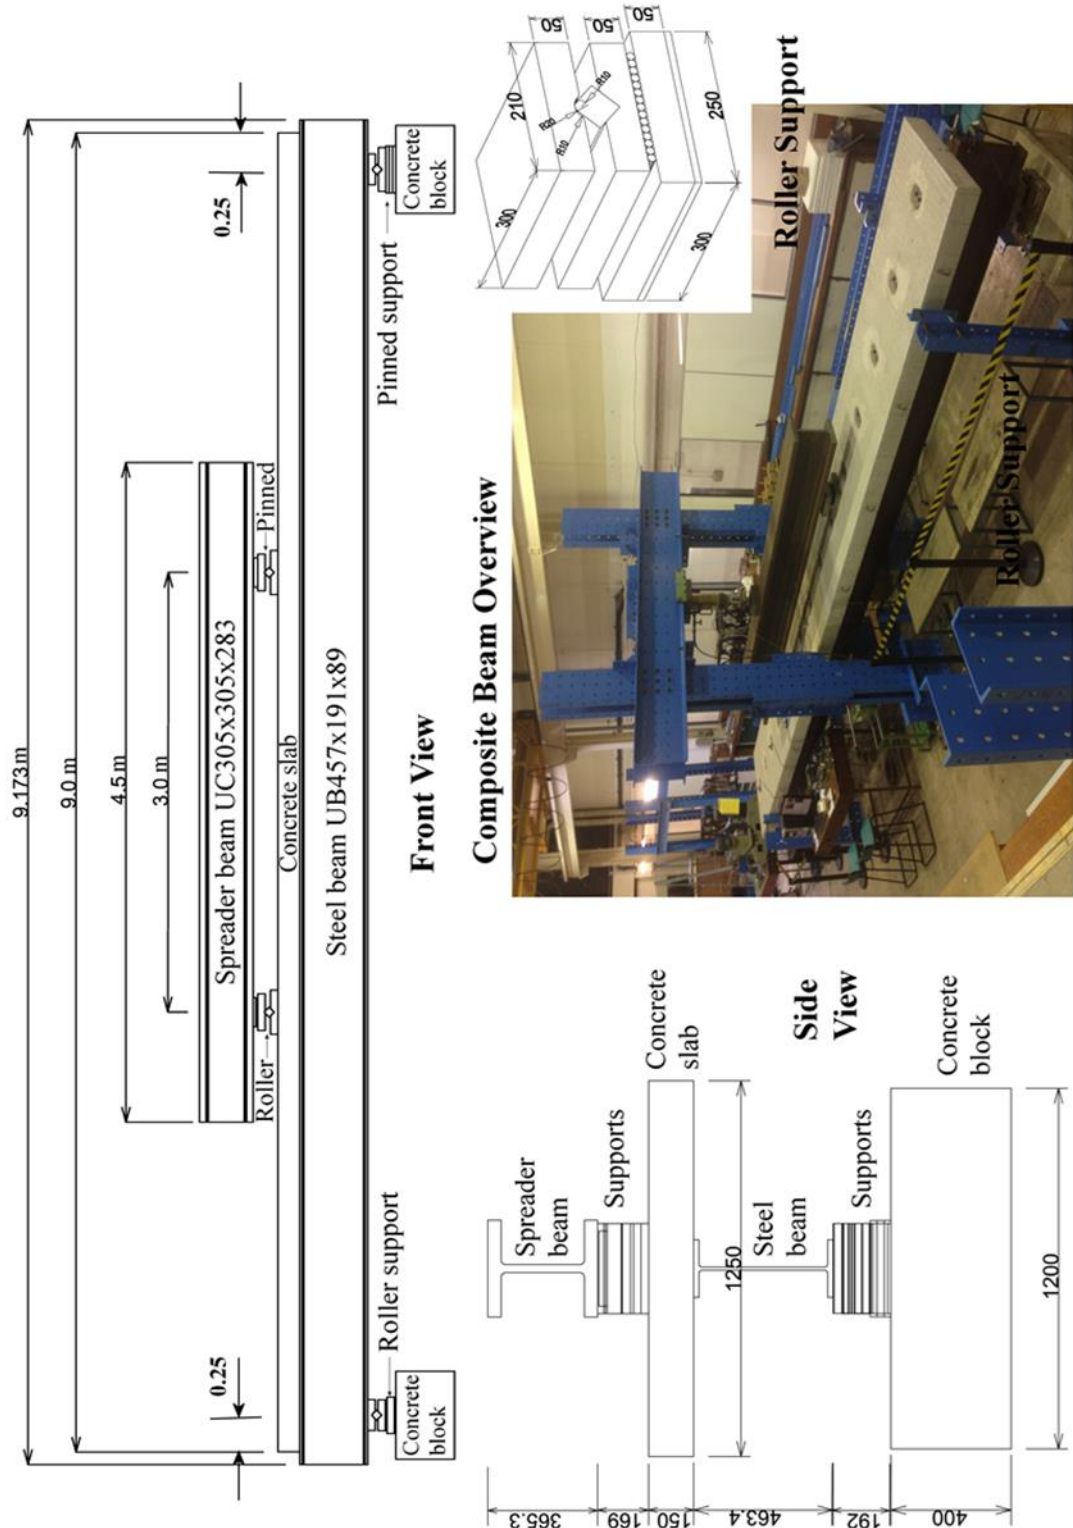 9.173 m
9.0 m
4.5 m
3.0 m
0.25
0.25
Spreader beam UC305x305x283
Roller
Pinned
Concrete slab
Steel beam UB457x191x89
Roller support
Pinned support
Concrete
block
Concrete
block
Front View
Composite Beam Overview
Spreader
beam
Supports
Concrete
slab
Steel
beam
1250
Supports
Concrete
block
1200
Side
View
365.3
169
150
463.4
192
400
Roller Support
Roller Support
300
210
50
50
50
R10
R20
R10
300
250